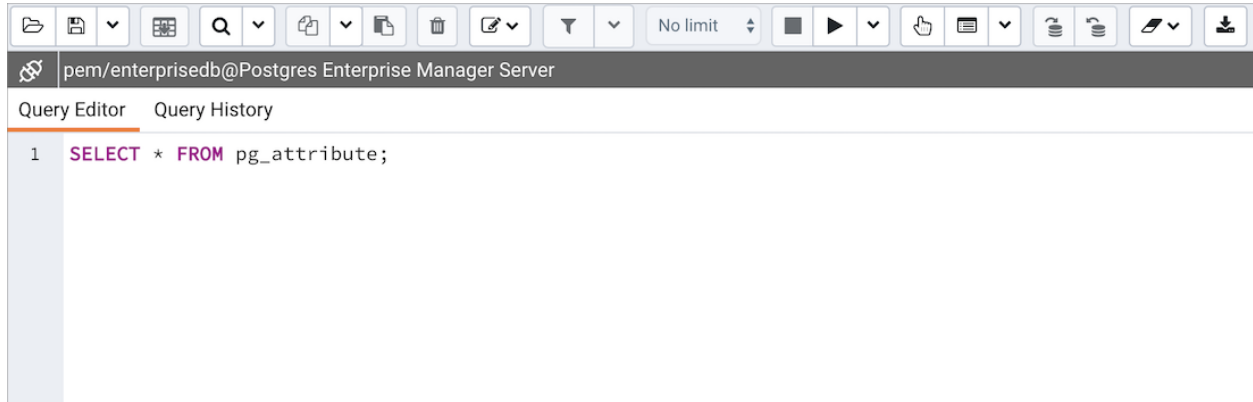 No limit
pem/enterprisedb@Postgres Enterprise Manager Server
Query Editor Query History
1 SELECT * FROM pg_attribute;